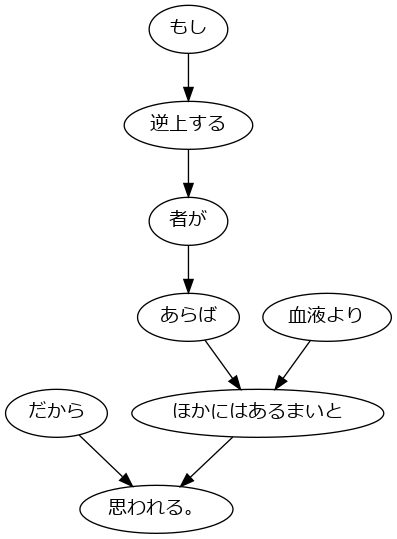 もし
逆上する
者が
あらば
血液より
だから
ほかにはあるまいと
思われる。